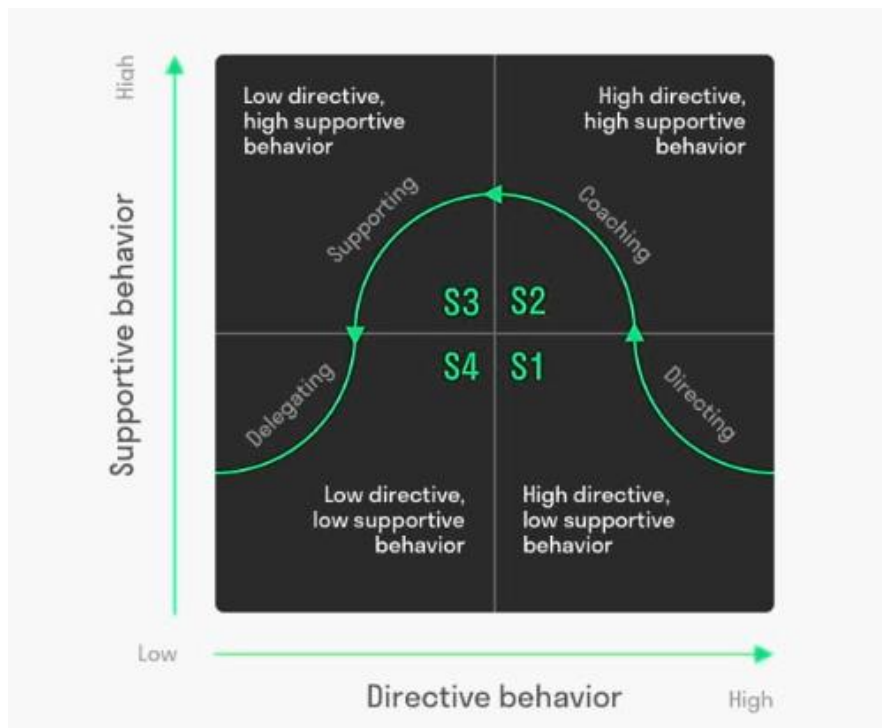 High
Supportive behavior
Low directive,
high supportive
behavior
High directive,
high supportive
behavior
Supporting
Coaching
S3
S2
S4
S1
Delegating
Directing
Low directive,
low supportive
behavior
High directive,
low supportive
behavior
Low
Directive behavior
High